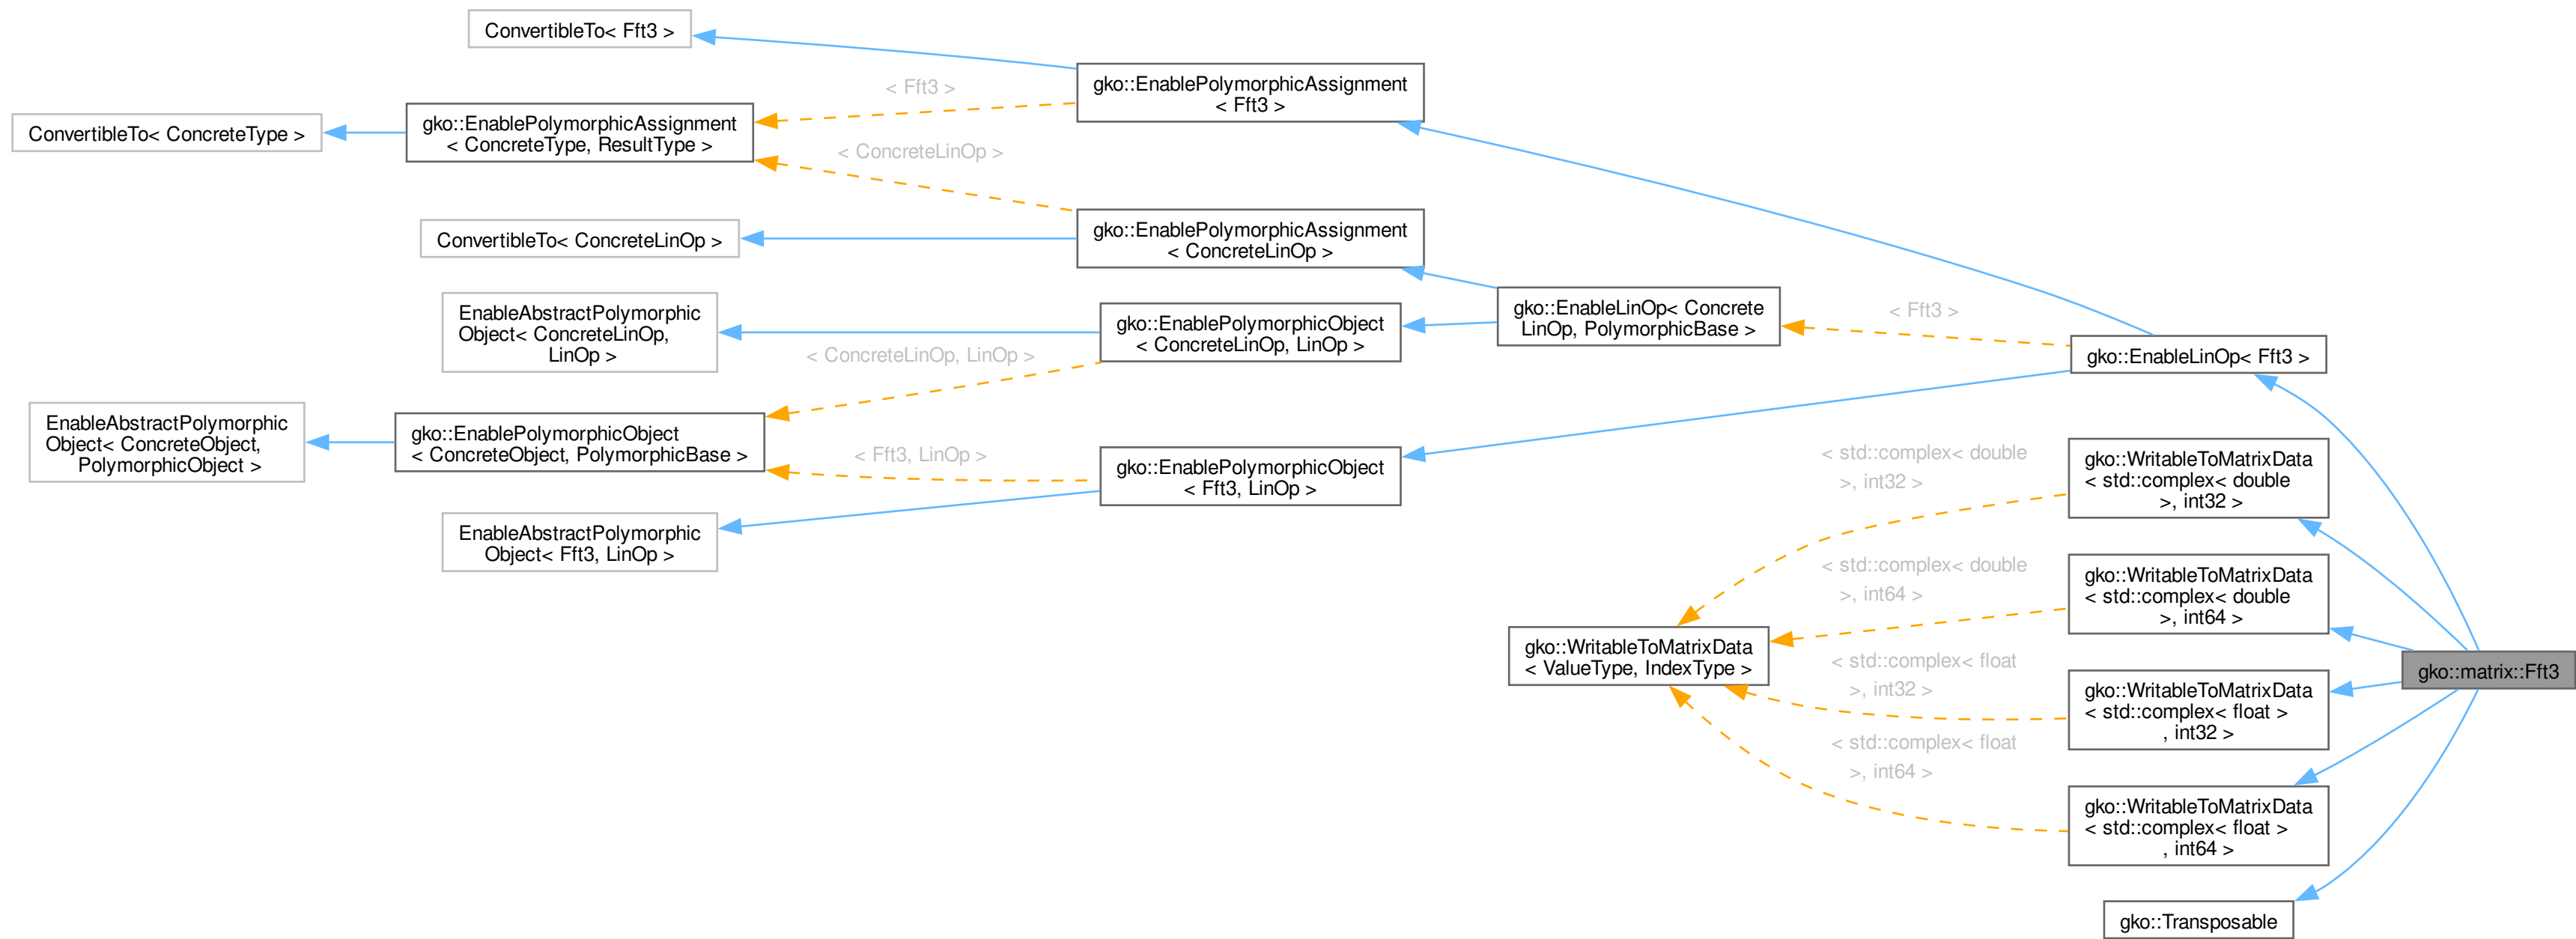 ConvertibleTo< Fft3 >
ConvertibleTo< ConcreteType >
gko::EnablePolymorphicAssignment
< ConcreteType, ResultType >
< Fft3 >
< ConcreteLinOp >
gko::EnablePolymorphicAssignment
< Fft3 >
ConvertibleTo< ConcreteLinOp >
gko::EnablePolymorphicAssignment
< ConcreteLinOp >
EnableAbstractPolymorphic
Object< ConcreteLinOp,
LinOp >
gko::EnablePolymorphicObject
< ConcreteLinOp, LinOp >
gko::EnableLinOp< Concrete
LinOp, PolymorphicBase >
< Fft3 >
gko::EnableLinOp< Fft3 >
< ConcreteLinOp, LinOp >
EnableAbstractPolymorphic
Object< ConcreteObject,
PolymorphicObject >
gko::EnablePolymorphicObject
< ConcreteObject, PolymorphicBase >
< Fft3, LinOp >
gko::EnablePolymorphicObject
< Fft3, LinOp >
EnableAbstractPolymorphic
Object< Fft3, LinOp >
< std::complex< double
>, int32 >
gko::WritableToMatrixData
< std::complex< double
>, int32 >
< std::complex< double
>, int64 >
gko::WritableToMatrixData
< std::complex< double
>, int64 >
gko::WritableToMatrixData
< ValueType, IndexType >
< std::complex< float
>, int32 >
gko::WritableToMatrixData
< std::complex< float >
, int32 >
gko::matrix::Fft3
< std::complex< float
>, int64 >
gko::WritableToMatrixData
< std::complex< float >
, int64 >
gko::Transposable